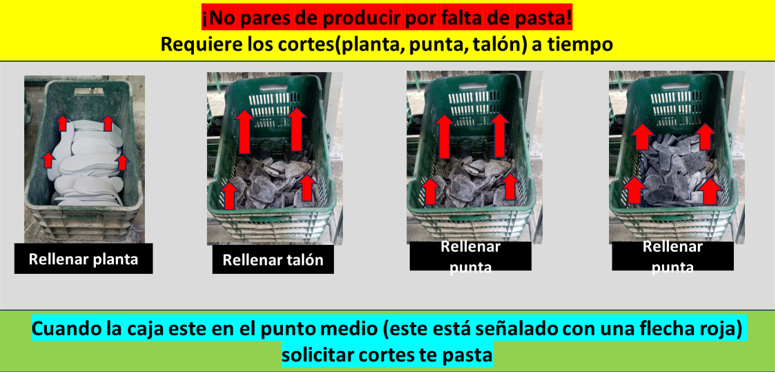 ¡No pares de producir por falta de pasta!
Requiere los cortes(planta, punta, talón) a tiempo
Rellenar planta
Rellenar talón
Rellenar
punta
Rellenar
punta
Cuando la caja este en el punto medio (este está señalado con una flecha roja)
solicitar cortes te pasta